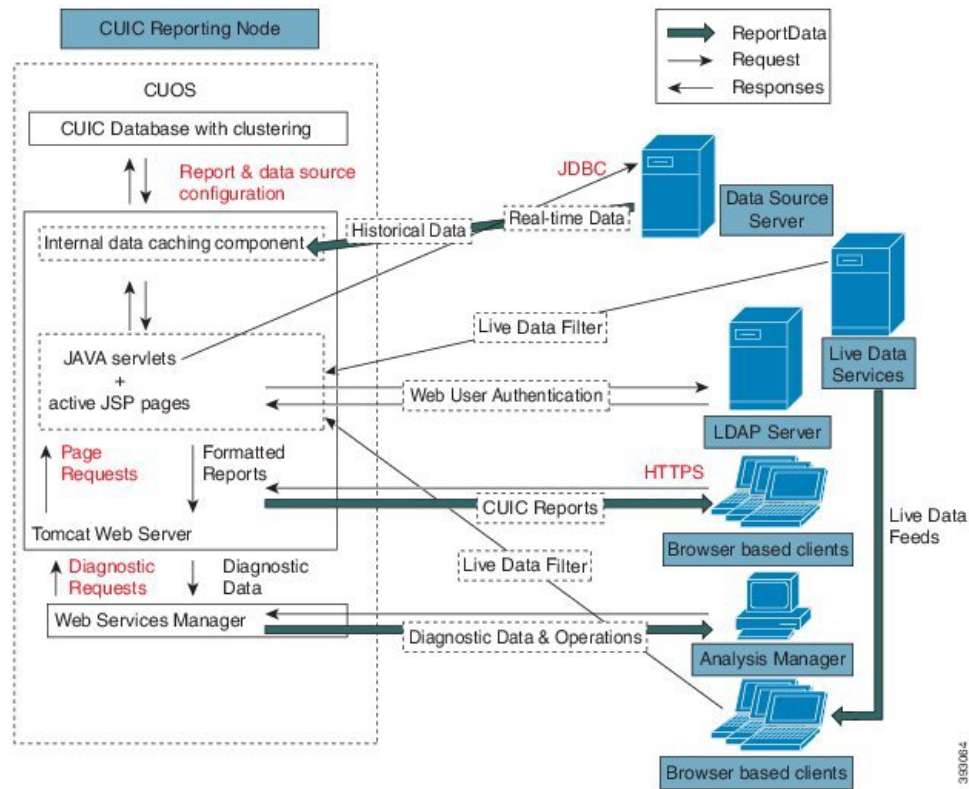 CUIC Reporting Node
ReportData
Request
Responses
CUOS
CUIC Database with clustering
Report & data source
configuration
JDBC
Data Source
Server
Internal data caching component
Historical Data
Real-time Data
Live Data Filter
JAVA servlets
+
active JSP pages
Live Data
Services
Web User Authentication
LDAP Server
Page
Requests
Formatted
Reports
HTTPS
CUIC Reports
Tomcat Web Server
Browser based clients
Live Data
Feeds
Diagnostic
Requests
Diagnostic
Data
Live Data Filter
Web Services Manager
Diagnostic Data & Operations
Analysis Manager
Browser based clients
393064